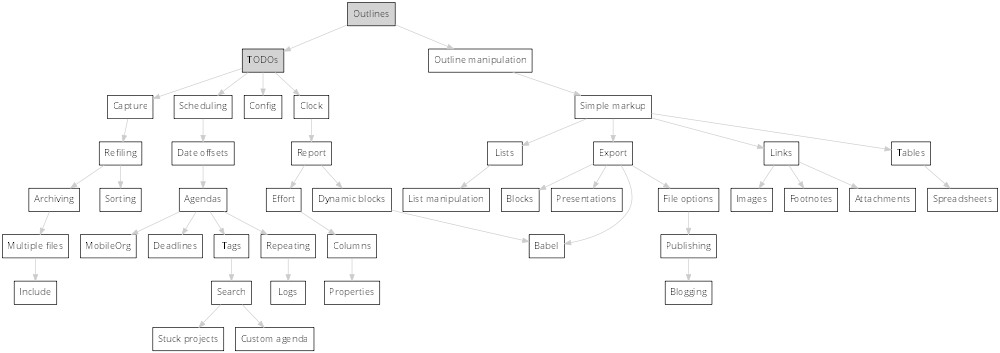 Outlines
TODOs
Outline manipulation
Capture
Scheduling
Config
Clock
Simple markup
Refiling
Date offsets
Report
Lists
Export
Links
Tables
Archiving
Sorting
Agendas
Effort
Dynamic blocks
List manipulation
Blocks
Presentations
File options
Images
Footnotes
Attachments
Spreadsheets
Multiple files
MobileOrg
Deadlines
Tags
Repeating
Columns
Babel
Publishing
Include
Search
Logs
Properties
Blogging
Stuck projects
Custom agenda